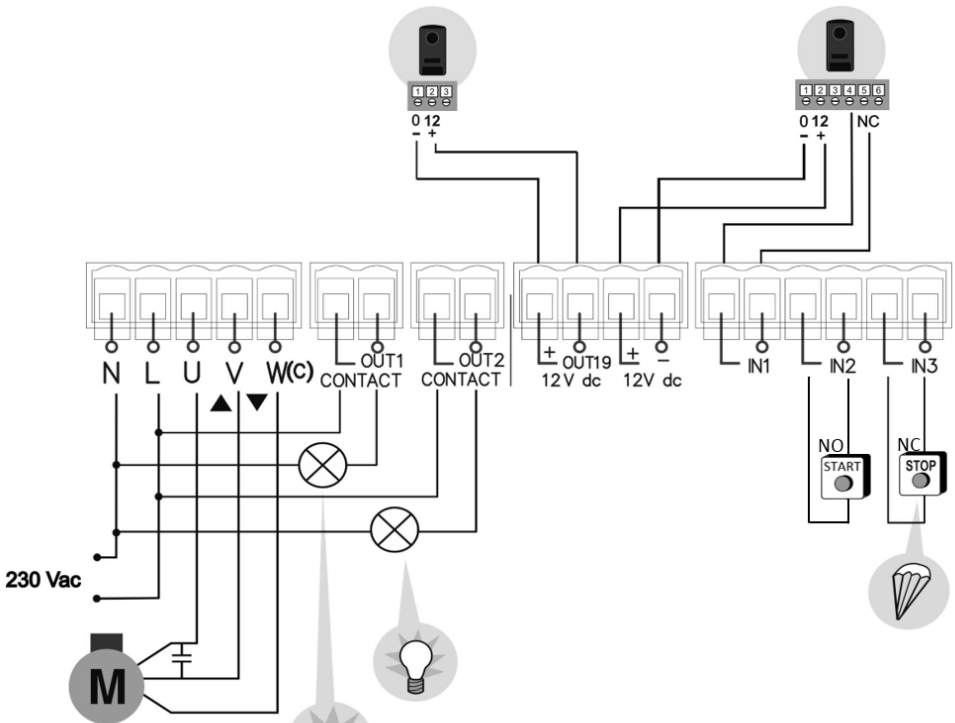 1 2 3
0 12
- +
1 2 3 4 5 6
0 12 NC
- +
N L U V W(C)
OUT1
CONTACT
OUT2
CONTACT
+ OUT19
12V dc
+ -
12V dc
IN1
IN2
IN3
NO
START
NC
STOP
230 Vac
M